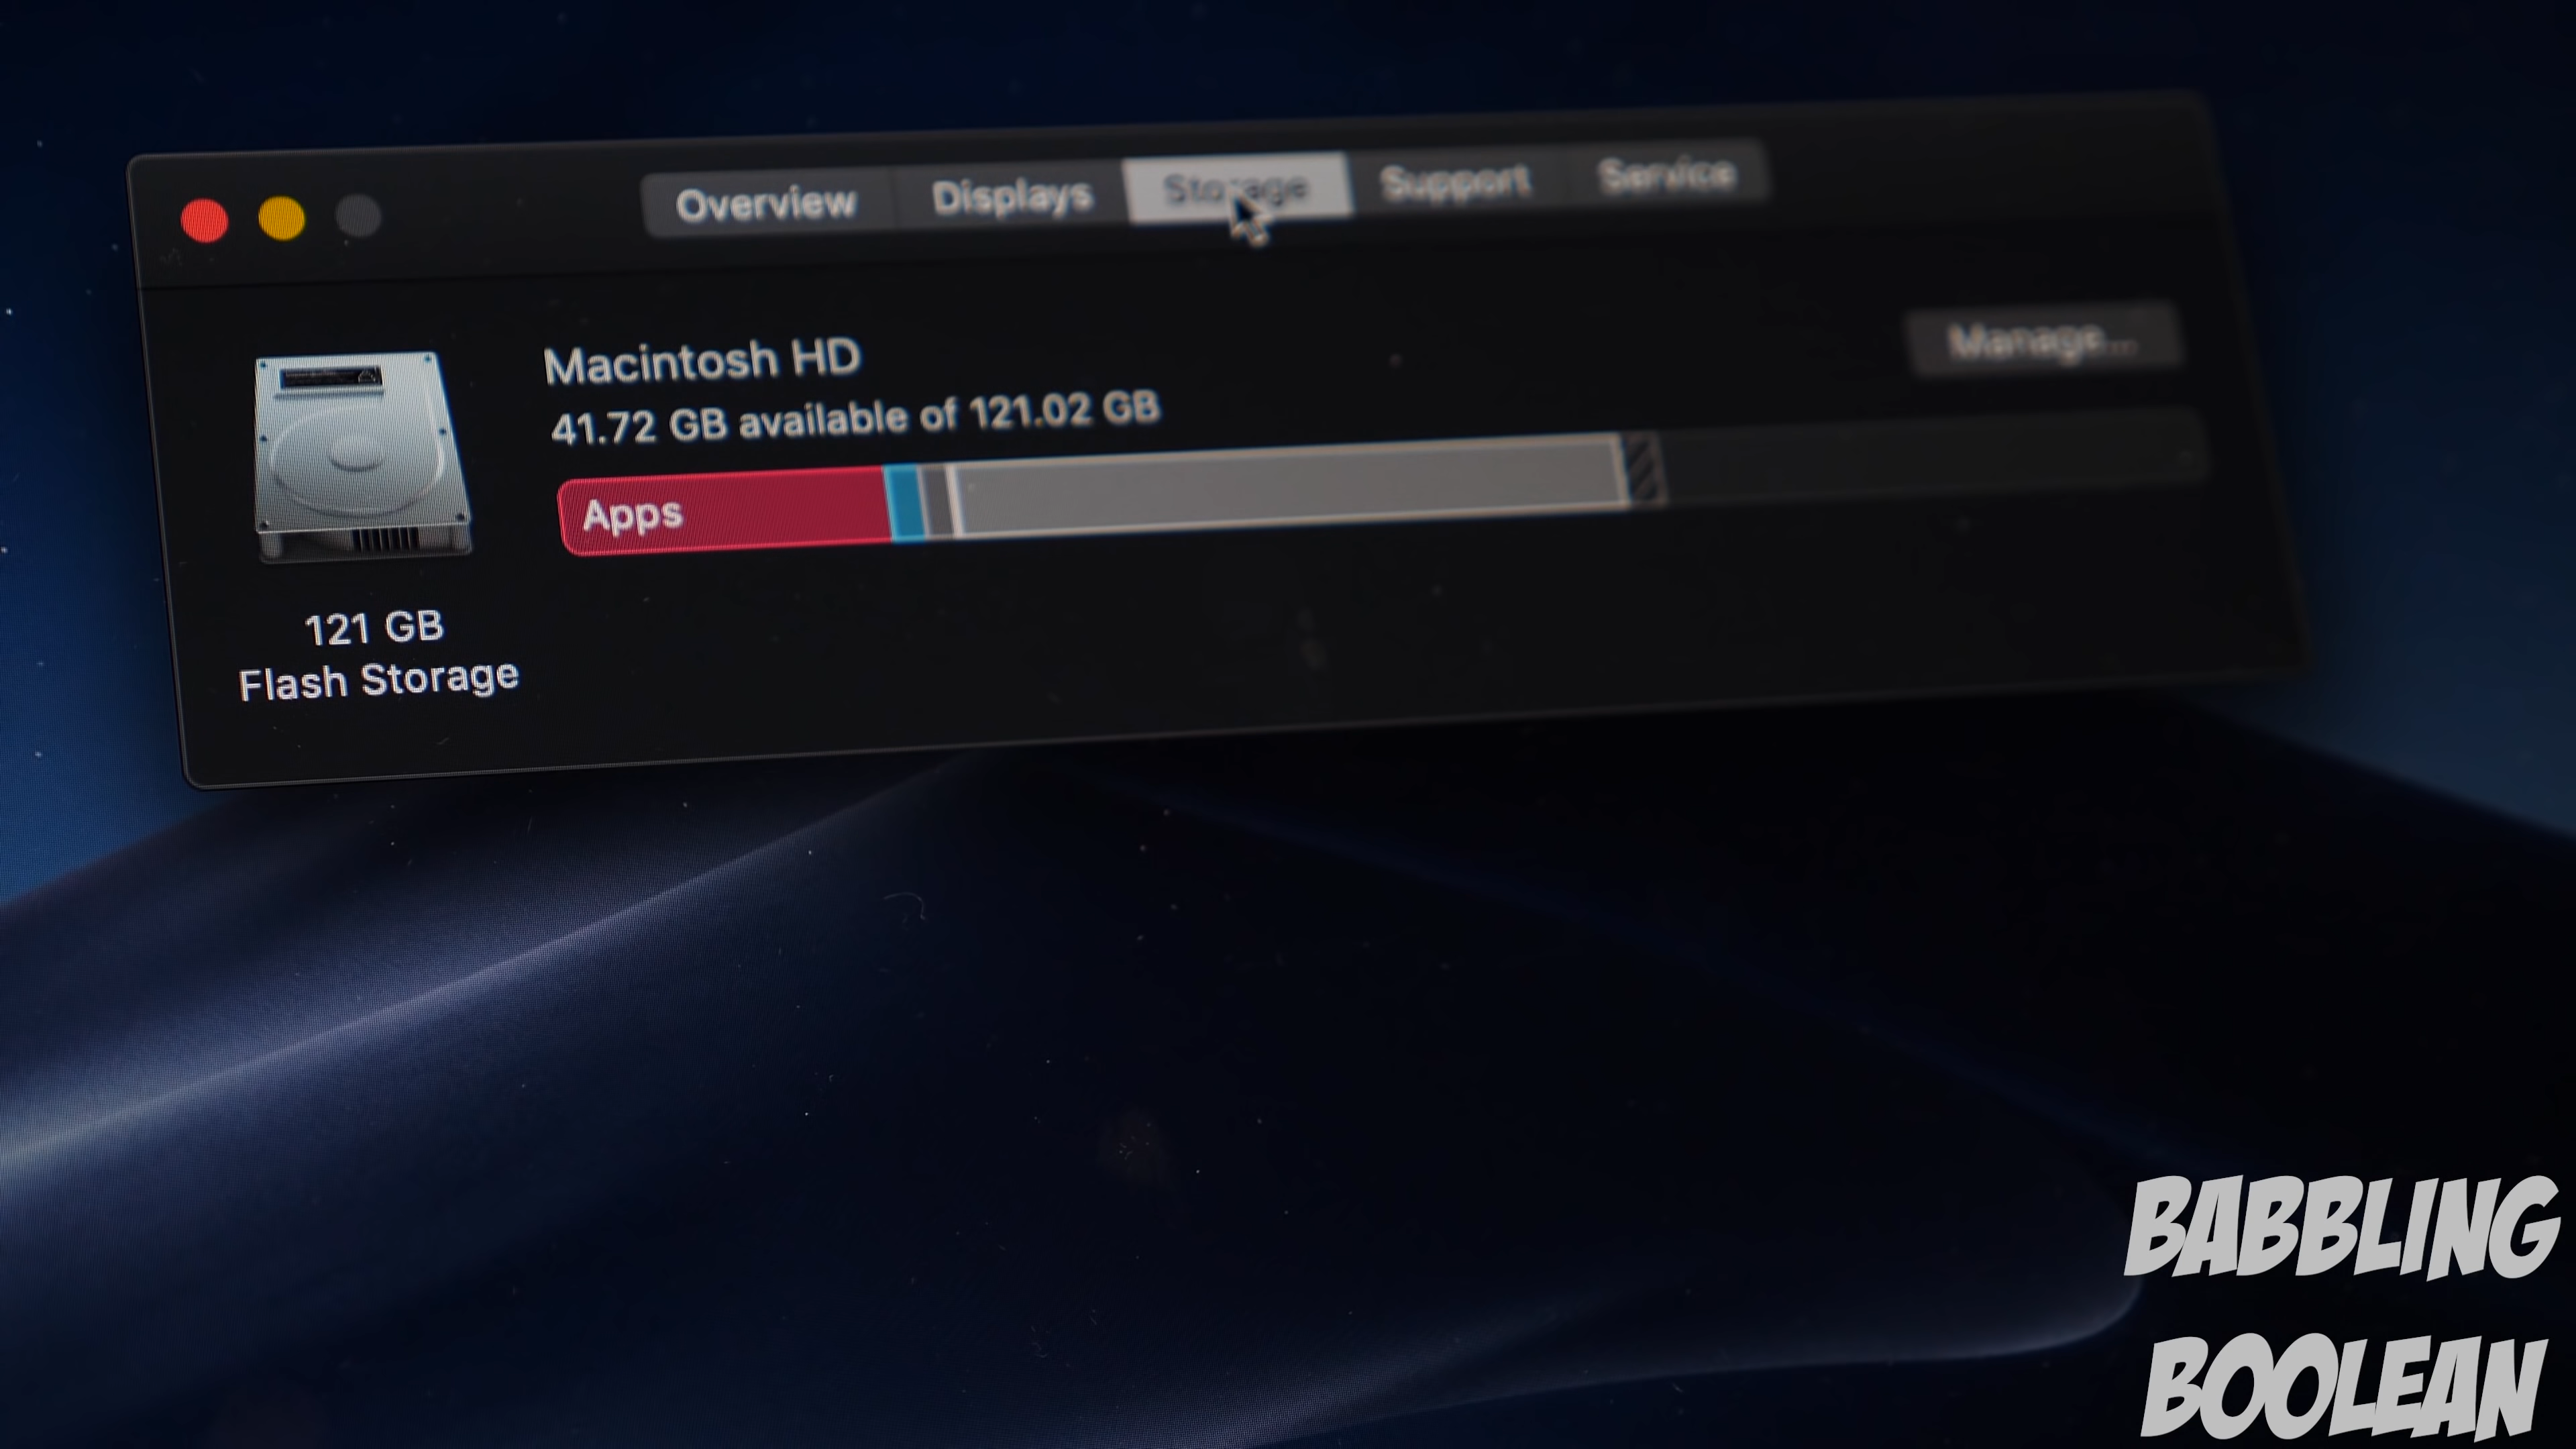 Overview Displays Storage Support Service
Macintosh HD
Manage...
41.72 GB available of 121.02 GB
Apps
121 GB
Flash Storage
BABBLING
BOOLEAN